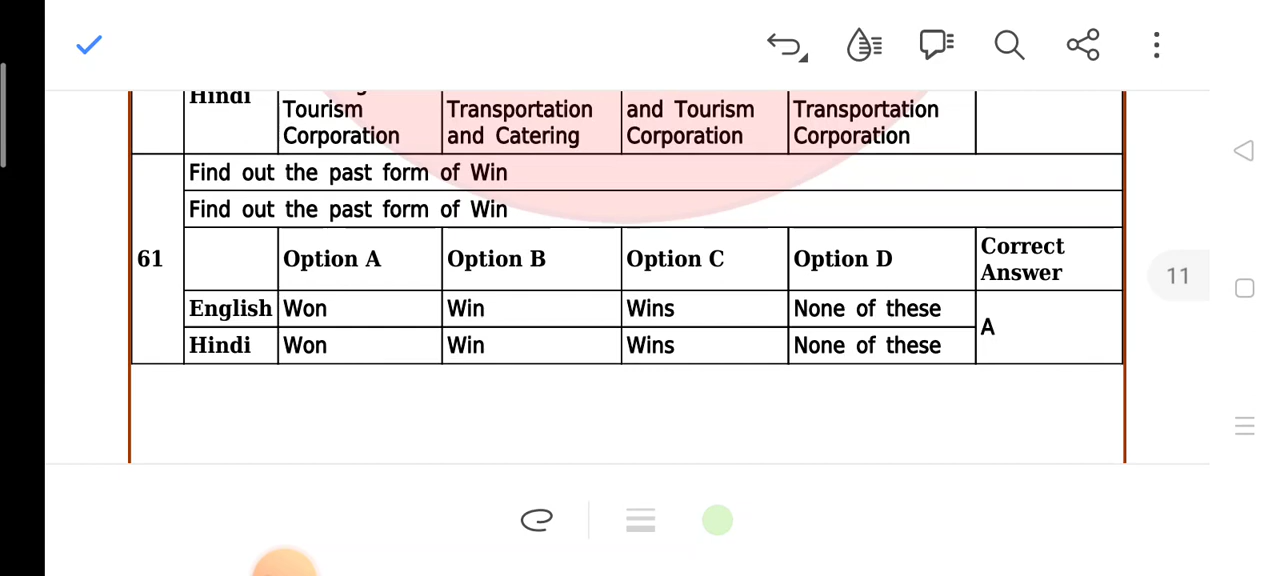 Hindi
Tourism Transportation and Tourism Transportation
Corporation and Catering Corporation Corporation
Find out the past form of Win
Find out the past form of Win
61 Option A Option B Option C Option D Correct Answer
English Won Win Wins None of these A
Hindi Won Win Wins None of these
11